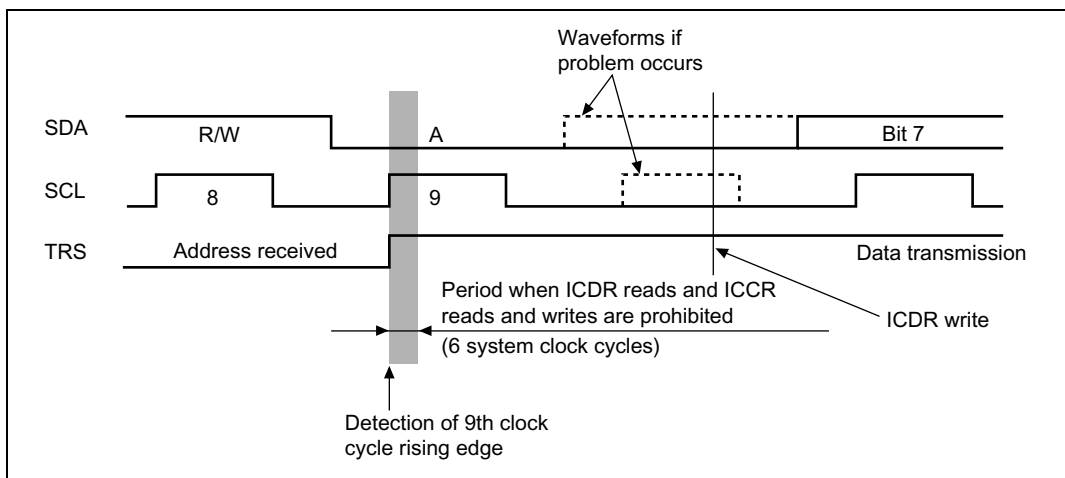 Waveforms if
problem occurs
SDA
R/W
A
Bit 7
SCL
8
9
TRS
Address received
Data transmission
Period when ICDR reads and ICCR
reads and writes are prohibited
(6 system clock cycles)
ICDR write
Detection of 9th clock
cycle rising edge